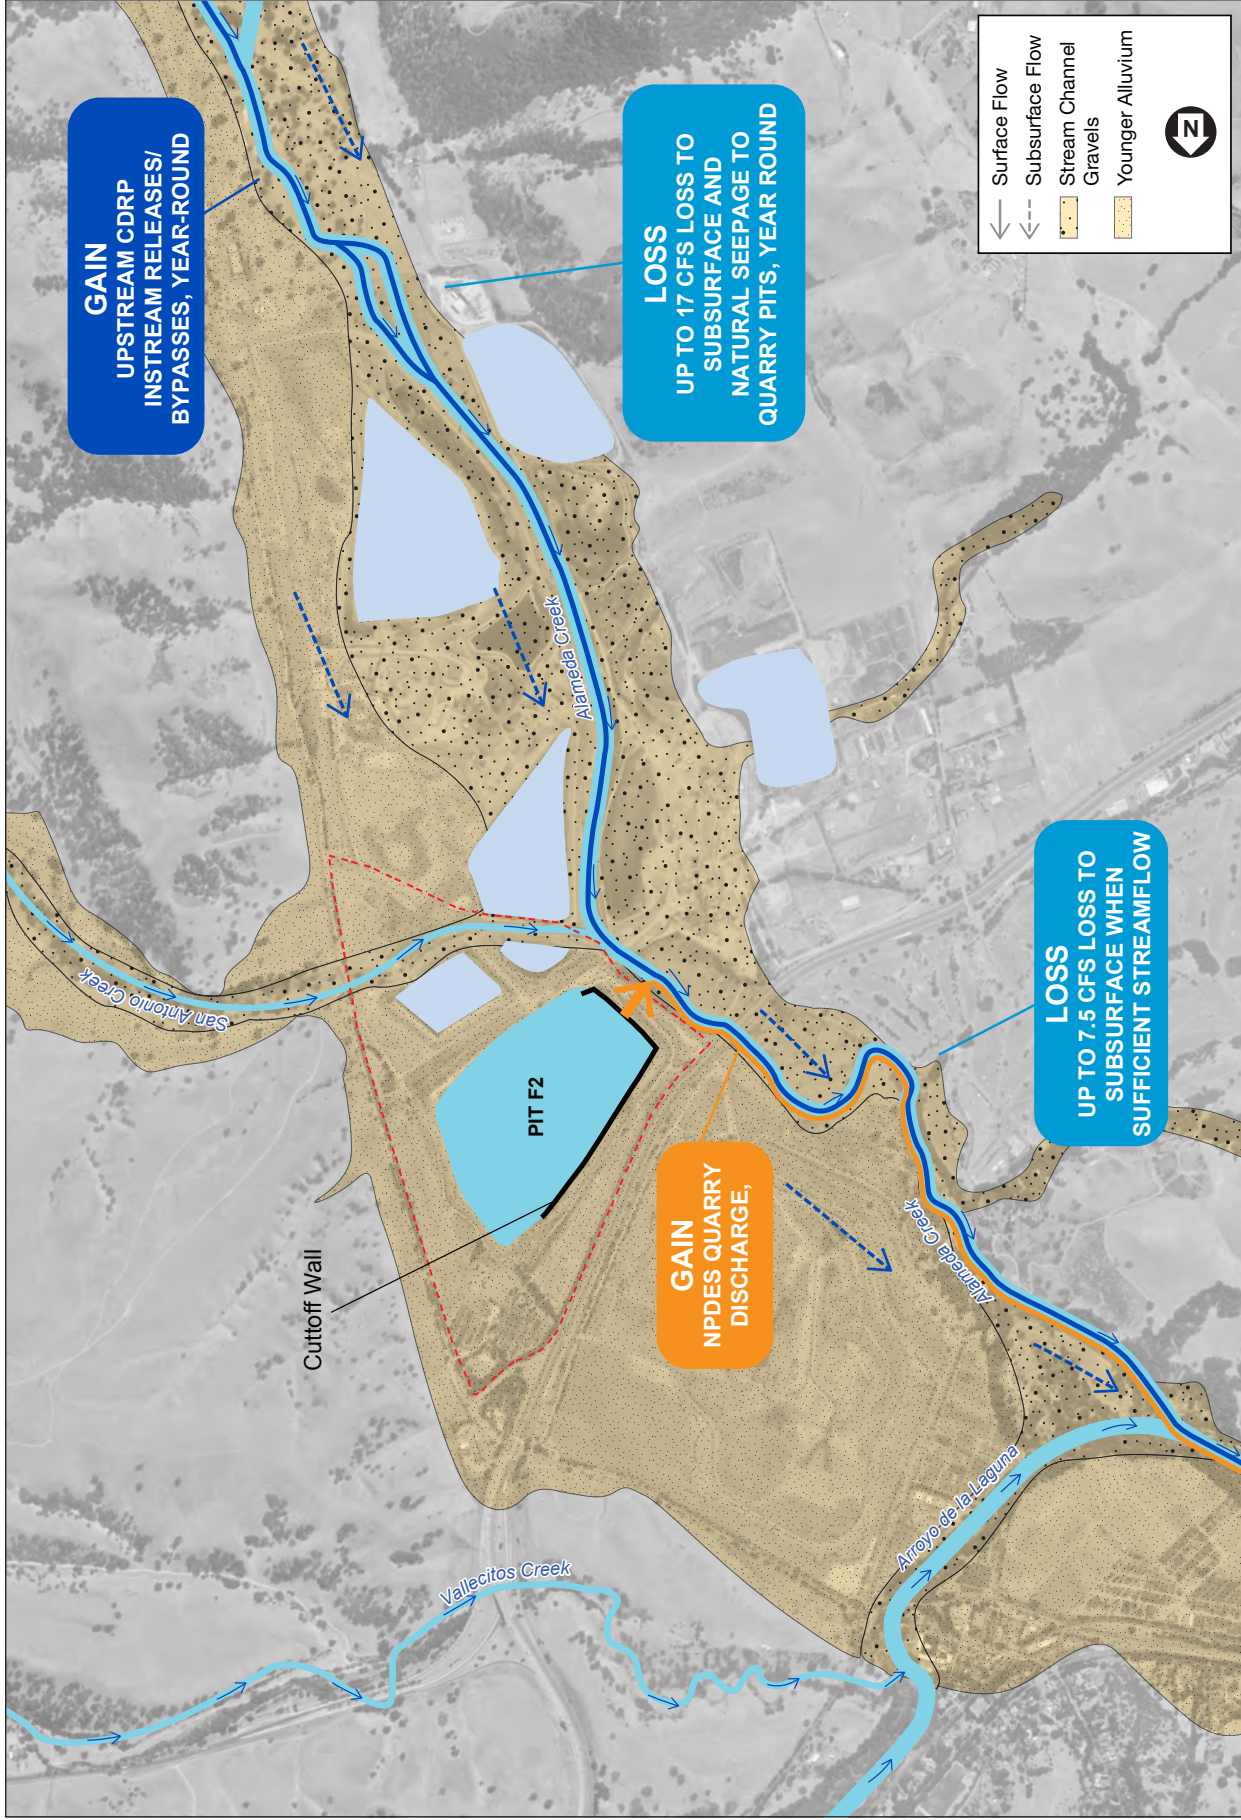 GAIN
UPSTREAM CDRP
INSTREAM RELEASES/
BYPASSES, YEAR-ROUND
LOSS
UP TO 17 CFS LOSS TO
SUBSURFACE AND
NATURAL SEEPAGE TO
QUARRY PITS, YEAR ROUND
Surface Flow
Subsurface Flow
Stream Channel
Gravels
Younger Alluvium
N
Alameda Creek
San Antonio Creek
PIT F2
Cuttoff Wall
GAIN
NPDES QUARRY
DISCHARGE,
LOSS
UP TO 7.5 CFS LOSS TO
SUBSURFACE WHEN
SUFFICIENT STREAMFLOW
Alameda Creek
Arroyo de la Laguna
Vallecitos Creek